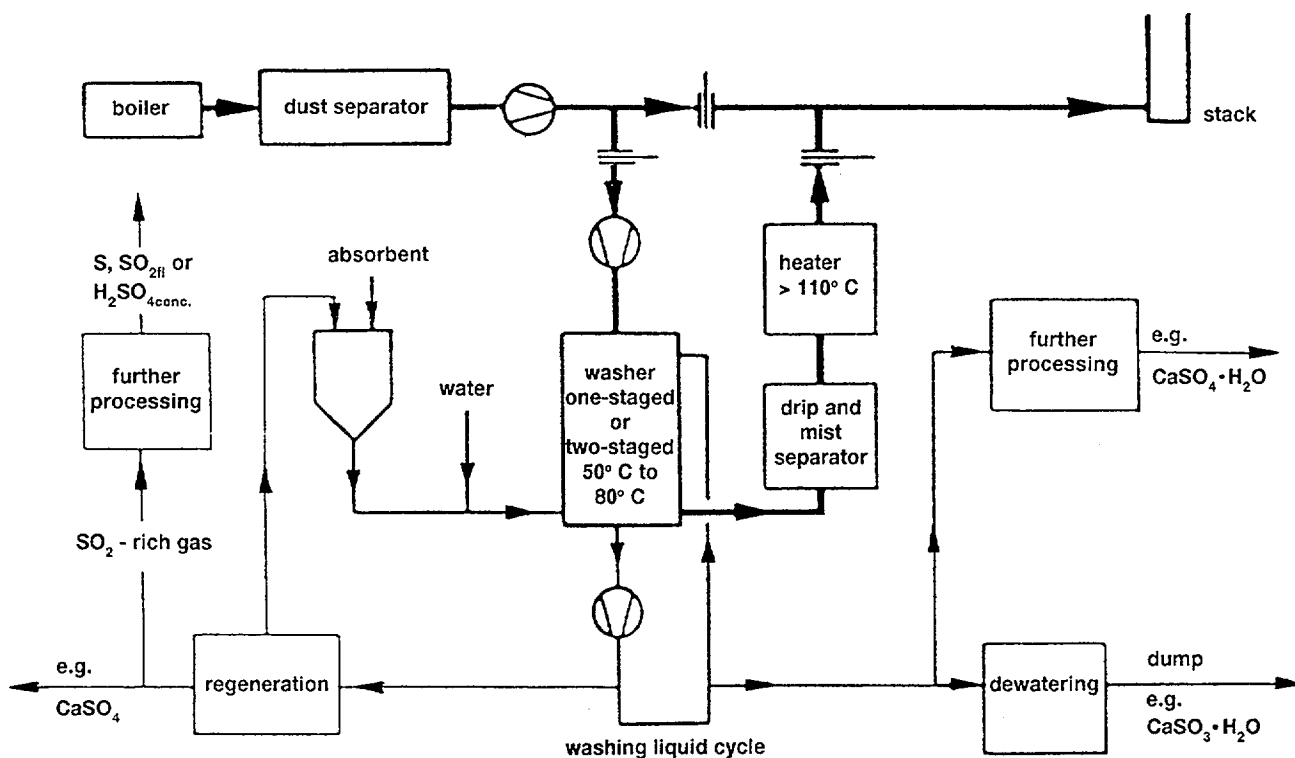 boiler
dust separator
stack
S, SO₂fl or
H₂SO₄conc.
absorbent
heater
> 110° C
further
processing
water
washer
one-staged
or
two-staged
50° C to
80° C
drip and
mist
separator
further
processing
e.g.
CaSO₄•H₂O
SO₂ - rich gas
e.g.
CaSO₄
regeneration
washing liquid cycle
dewatering
dump
e.g.
CaSO₃•H₂O